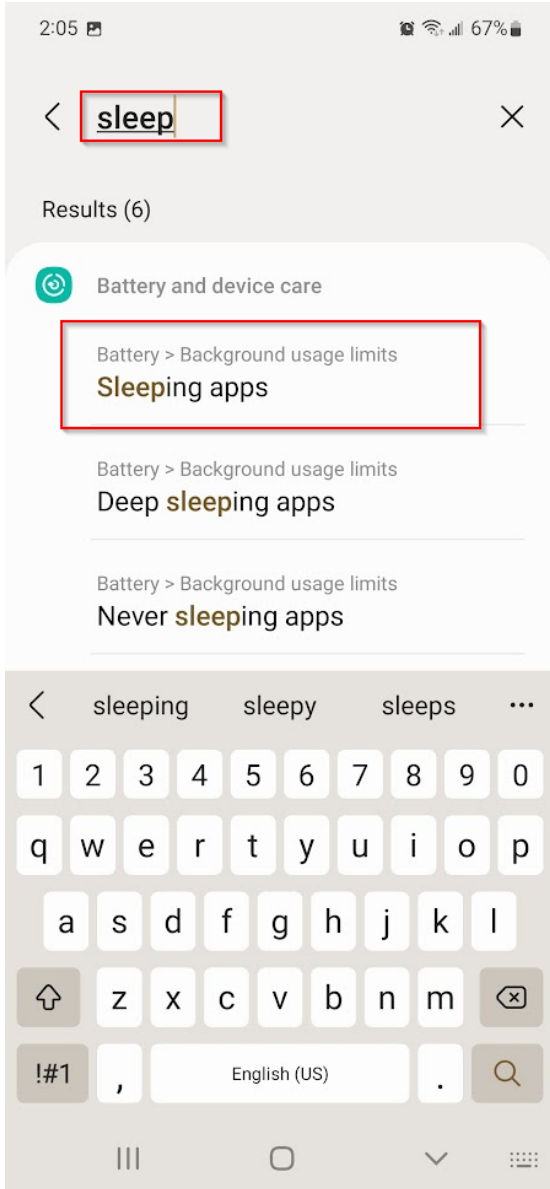 2:05 67%
sleep
Results (6)
Battery and device care
Battery > Background usage limits
Sleeping apps
Battery > Background usage limits
Deep sleeping apps
Battery > Background usage limits
Never sleeping apps
sleeping sleepy sleeps
1 2 3 4 5 6 7 8 9 0
q w e r t y u i o p
a s d f g h j k l
z x c v b n m
!#1 , English (US) .